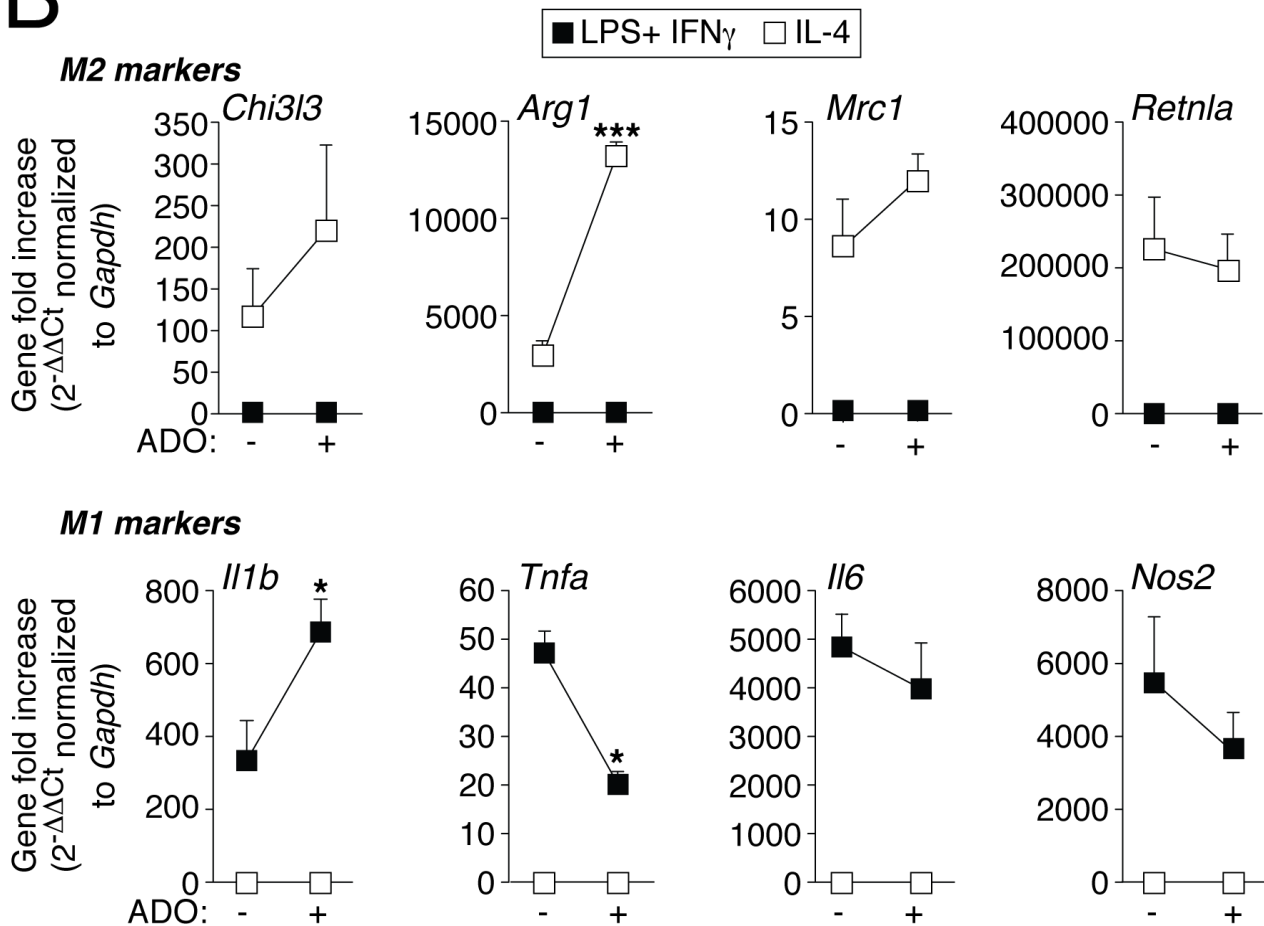 B
LPS+ IFNγ IL-4
M2 markers
Chi3l3 Arg1 Mrc1 Retnla
Gene fold increase
(2-ΔΔCt normalized
to Gapdh)
350 300 250 200 150 100 50 0
15000 10000 5000 0
***
15 10 5 0
400000 300000 200000 100000 0
ADO: - + - + - + - +
M1 markers
Il1b Tnfa Il6 Nos2
Gene fold increase
(2-ΔΔCt normalized
to Gapdh)
800 600 400 200 0
*
60 50 40 30 20 10 0
*
6000 5000 4000 3000 2000 1000 0
8000 6000 4000 2000 0
ADO: - + - + - + - +